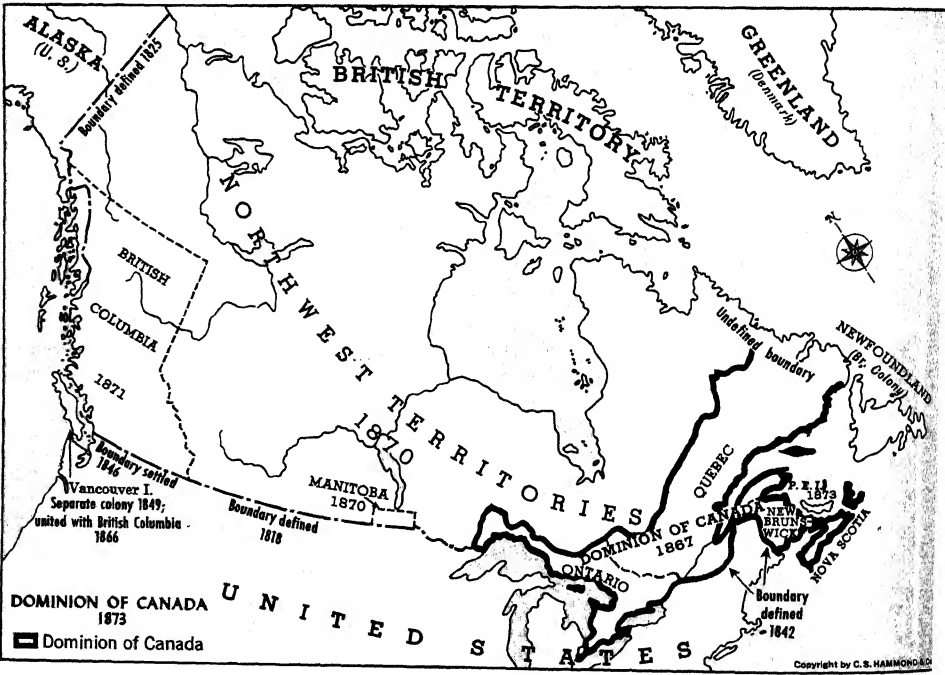 ALASKA
(U. S.)
Boundary defined 1825
BRITISH
TERRITORY
GREENLAND
(Denmark)
N
NORTHWEST
TERRITORIES
1870
BRITISH
COLUMBIA
1871
Undefined boundary
NEWFOUNDLAND
(Br. Colony)
Boundary settled
1846
Vancouver I.
Separate colony 1849;
united with British Columbia
1866
Boundary defined
1818
MANITOBA
1870
QUEBEC
DOMINION OF CANADA
1867
ONTARIO
P. E. I.
1873
NEW
BRUNS
WICK
NOVA SCOTIA
Boundary
defined
1842
UNITED STATES
DOMINION OF CANADA
1873
Dominion of Canada
Copyright by C. S. HAMMOND & Co